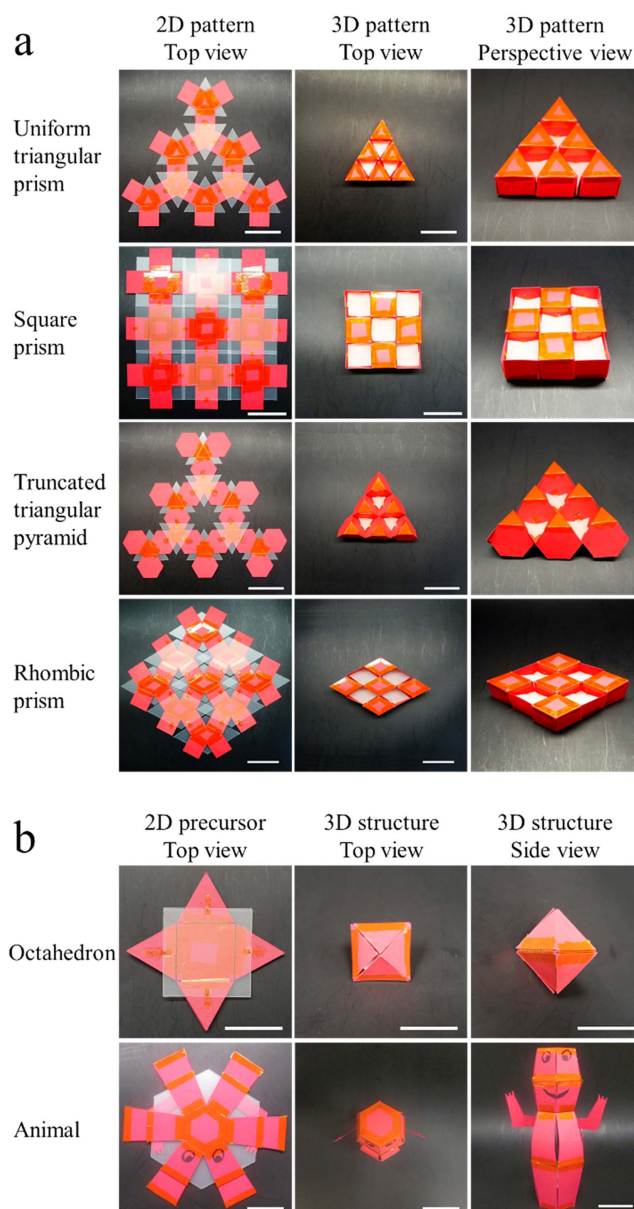 a
2D pattern
Top view
3D pattern
Top view
3D pattern
Perspective view
Uniform
triangular
prism
Square
prism
Truncated
triangular
pyramid
Rhombic
prism
b
2D precursor
Top view
3D structure
Top view
3D structure
Side view
Octahedron
Animal